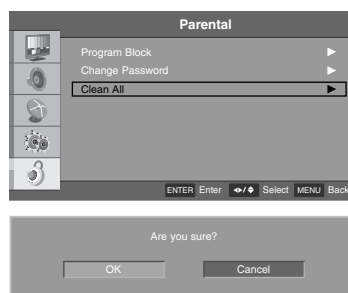 Parental
Program Block
Change Password
Clean All
ENTER Enter / Select MENU Back
Are you sure?
OK Cancel